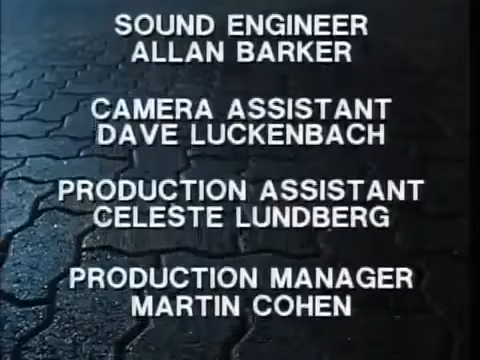 SOUND ENGINEER
ALLAN BARKER
CAMERA ASSISTANT
DAVE LUCKENBACH
PRODUCTION ASSISTANT
CELESTE LUNDBERG
PRODUCTION MANAGER
MARTIN COHEN